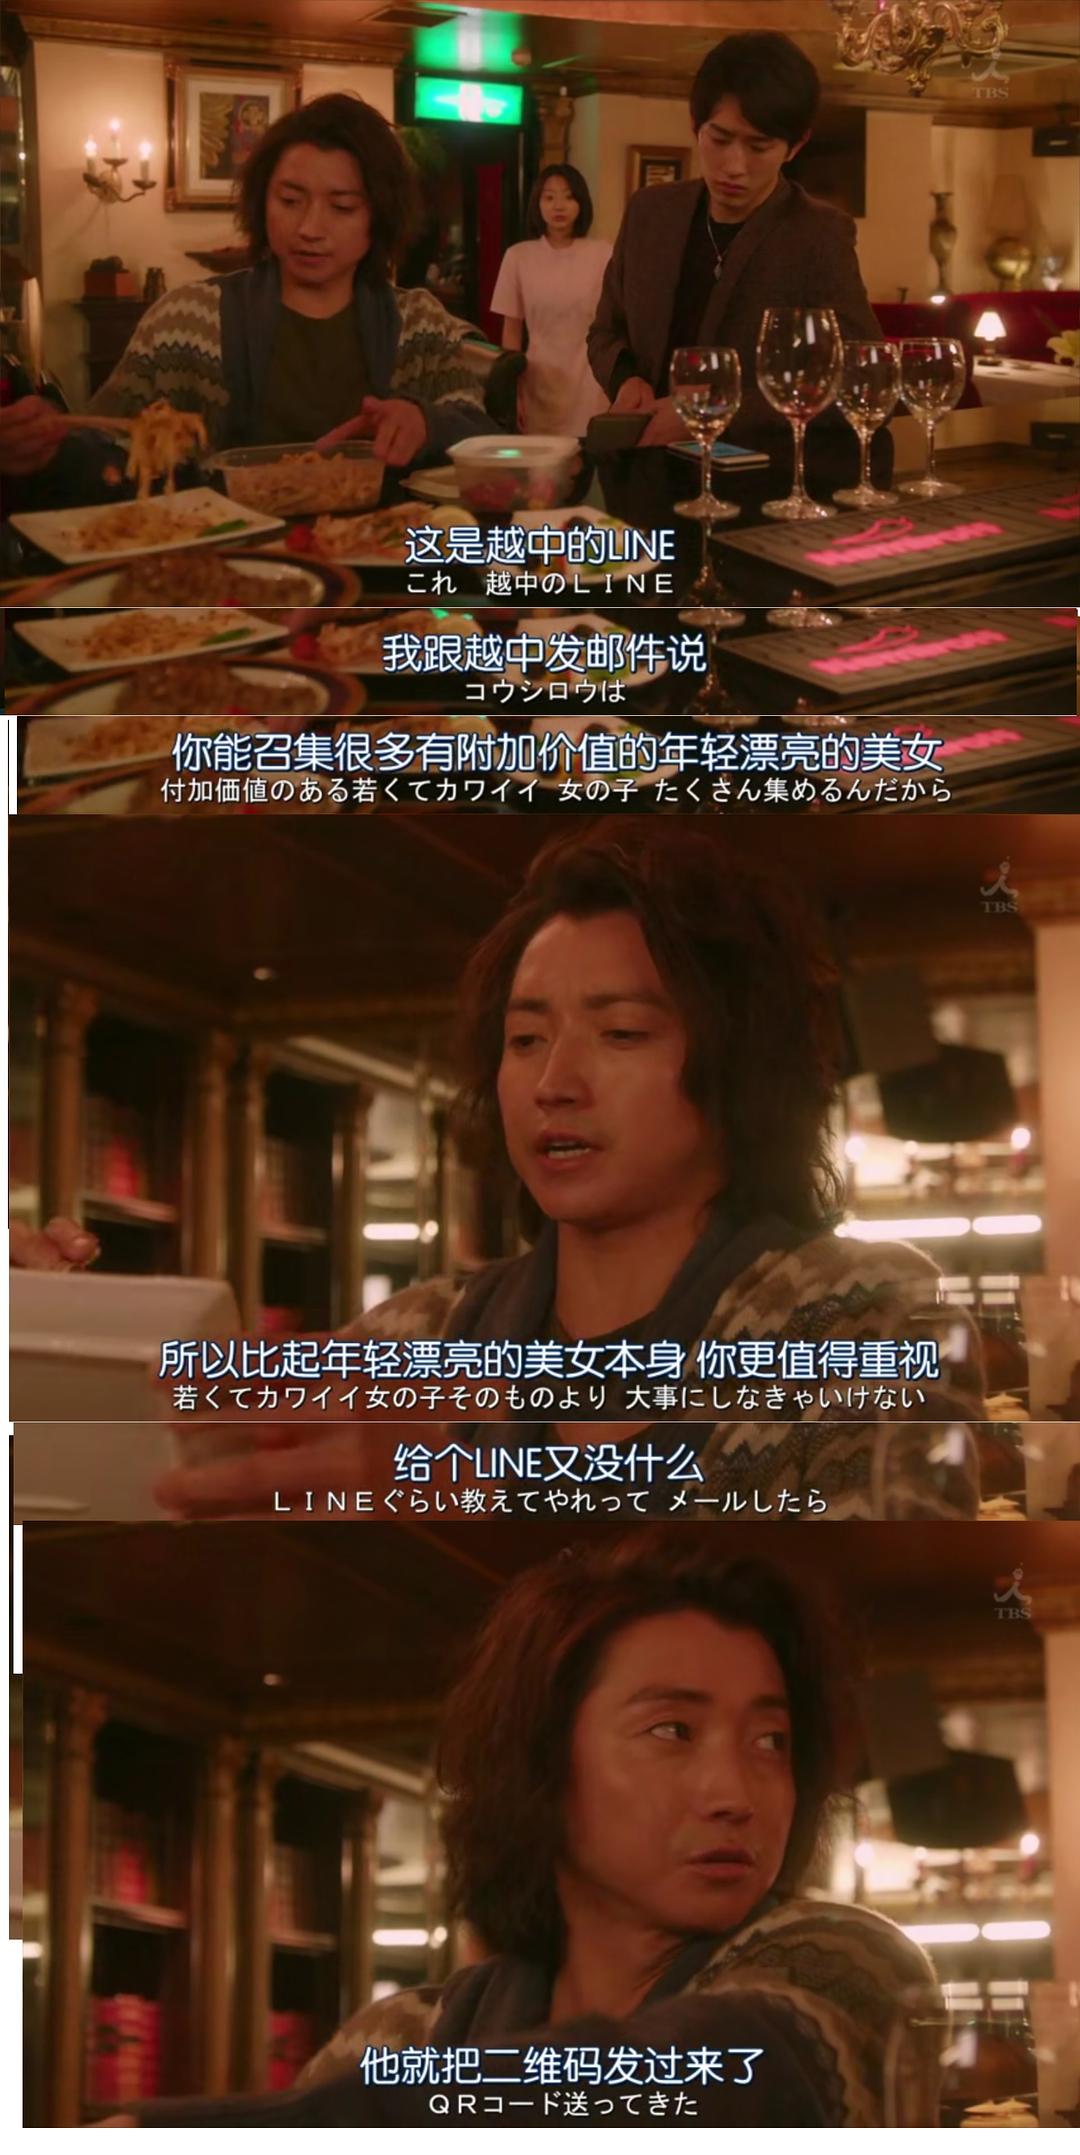 TBS
这是越中的LINE
これ 越中のＬＩＮＥ
我跟越中发邮件说
コウシロウは
你能召集很多有附加价值的年轻漂亮的美女
付加価値のある若くてカワイイ 女の子 たくさん集めるんだから
TBS
所以比起年轻漂亮的美女本身 你更值得重视
若くてカワイイ女の子そのものより 大事にしなきゃいけない
给个LINE又没什么
ＬＩＮＥぐらい教えてやれって メールしたら
TBS
他就把二维码发过来了
ＱＲコード送ってきた